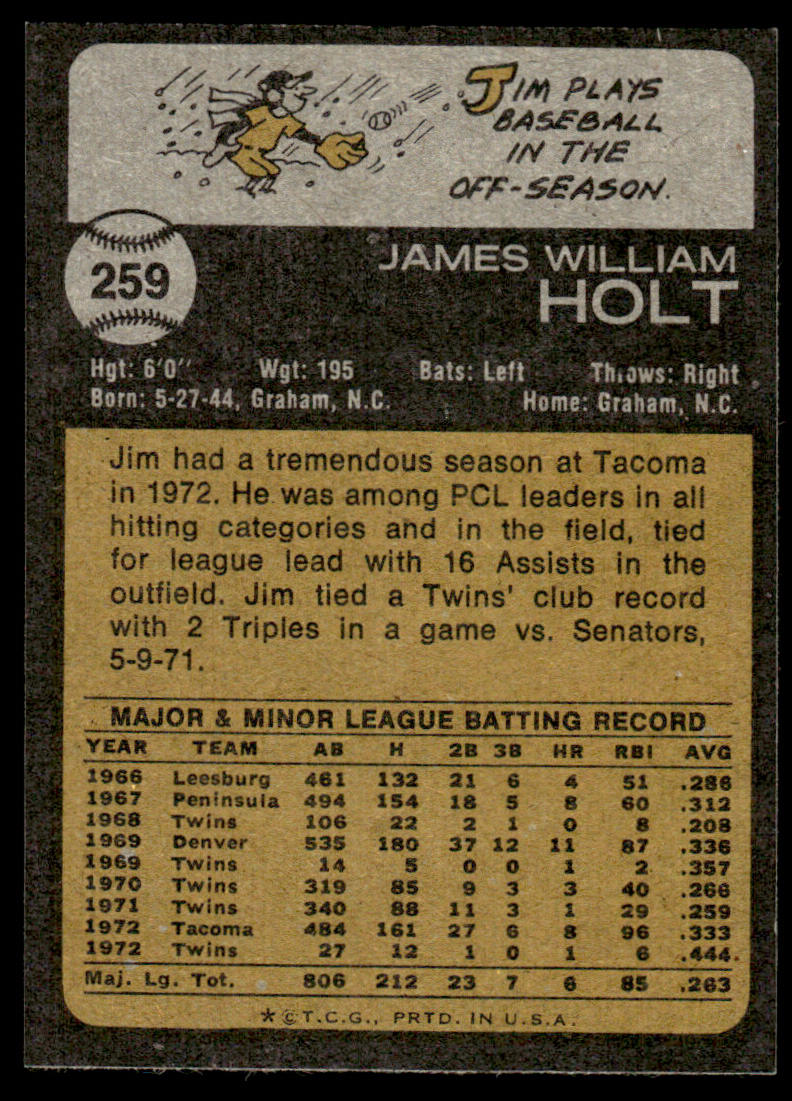 JIM PLAYS
BASEBALL
IN THE
OFF-SEASON.
259
JAMES WILLIAM
HOLT
Hgt: 6'0" Wgt: 195 Bats: Left Throws: Right
Born: 5-27-44, Graham, N.C. Home: Graham, N.C.
Jim had a tremendous season at Tacoma
in 1972. He was among PCL leaders in all
hitting categories and in the field, tied
for league lead with 16 Assists in the
outfield. Jim tied a Twins' club record
with 2 Triples in a game vs. Senators,
5-9-71.
MAJOR & MINOR LEAGUE BATTING RECORD
YEAR TEAM AB H 2B 3B HR RBI AVG
1966 Leesburg 461 132 21 6 4 51 .286
1967 Peninsula 494 154 18 5 8 60 .312
1968 Twins 106 22 2 1 0 8 .208
1969 Denver 535 180 37 12 11 87 .336
1969 Twins 14 5 0 0 1 2 .357
1970 Twins 319 85 9 3 3 40 .266
1971 Twins 340 88 11 3 1 29 .259
1972 Tacoma 484 161 27 6 8 96 .333
1972 Twins 27 12 1 0 1 6 .444
Maj. Lg. Tot. 806 212 23 7 6 85 .263
*©T.C.G., PRTD. IN U.S.A.